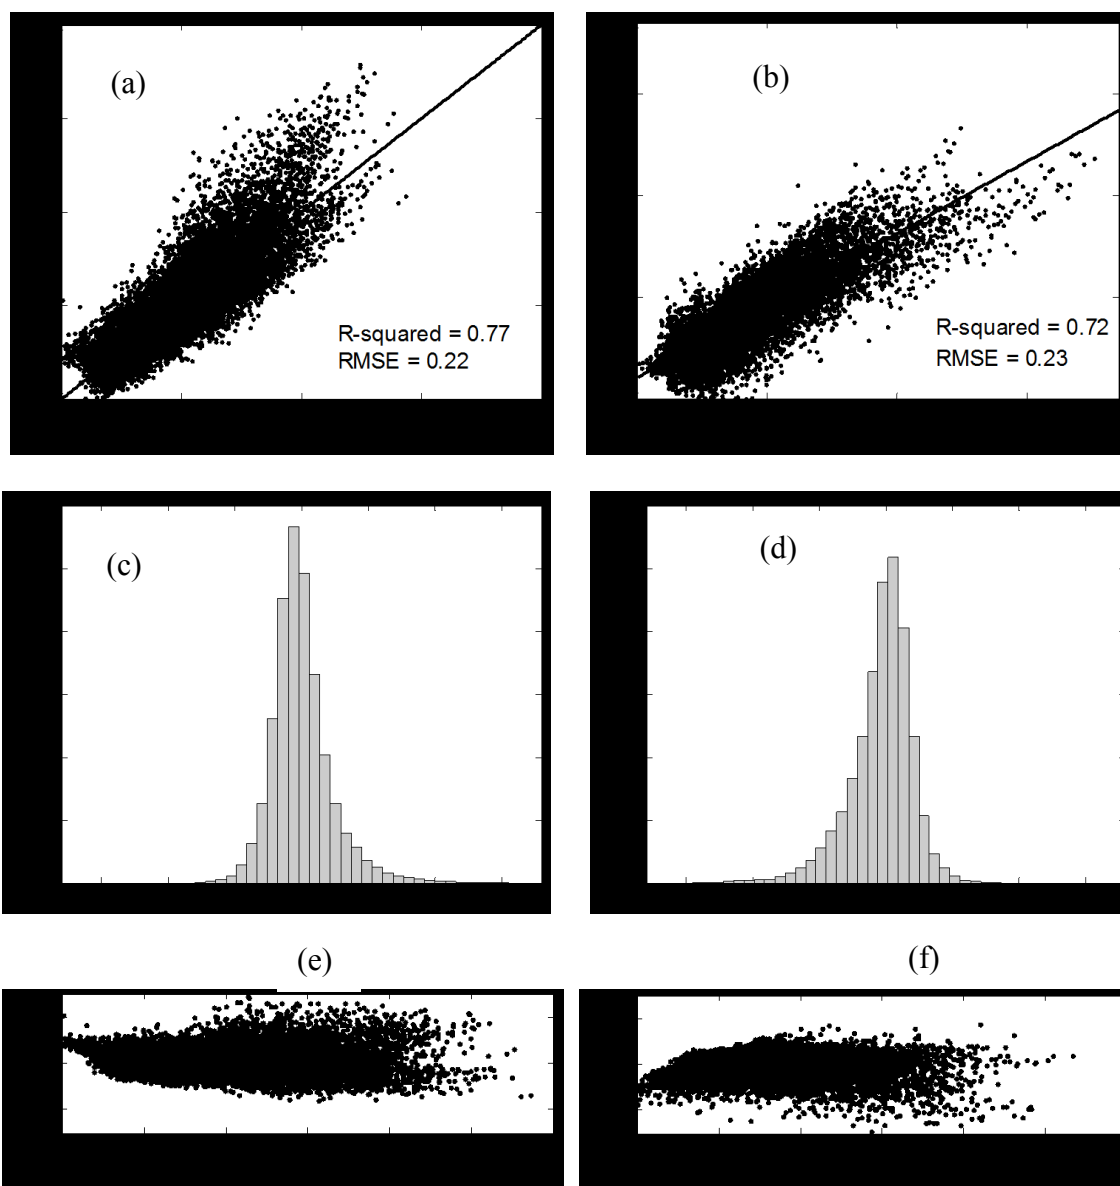 (a)
R-squared = 0.77
RMSE = 0.22
(b)
R-squared = 0.72
RMSE = 0.23
(c)
(d)
(e)
(f)